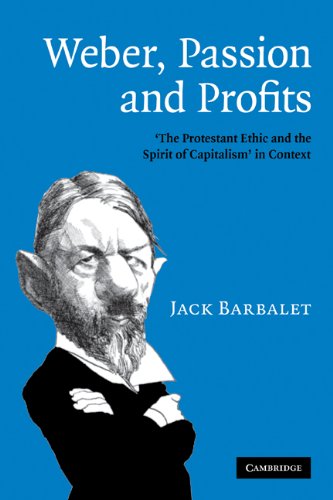 Weber, Passion
and Profits
'The Protestant Ethic and the
Spirit of Capitalism' in Context
JACK BARBALET
CAMBRIDGE